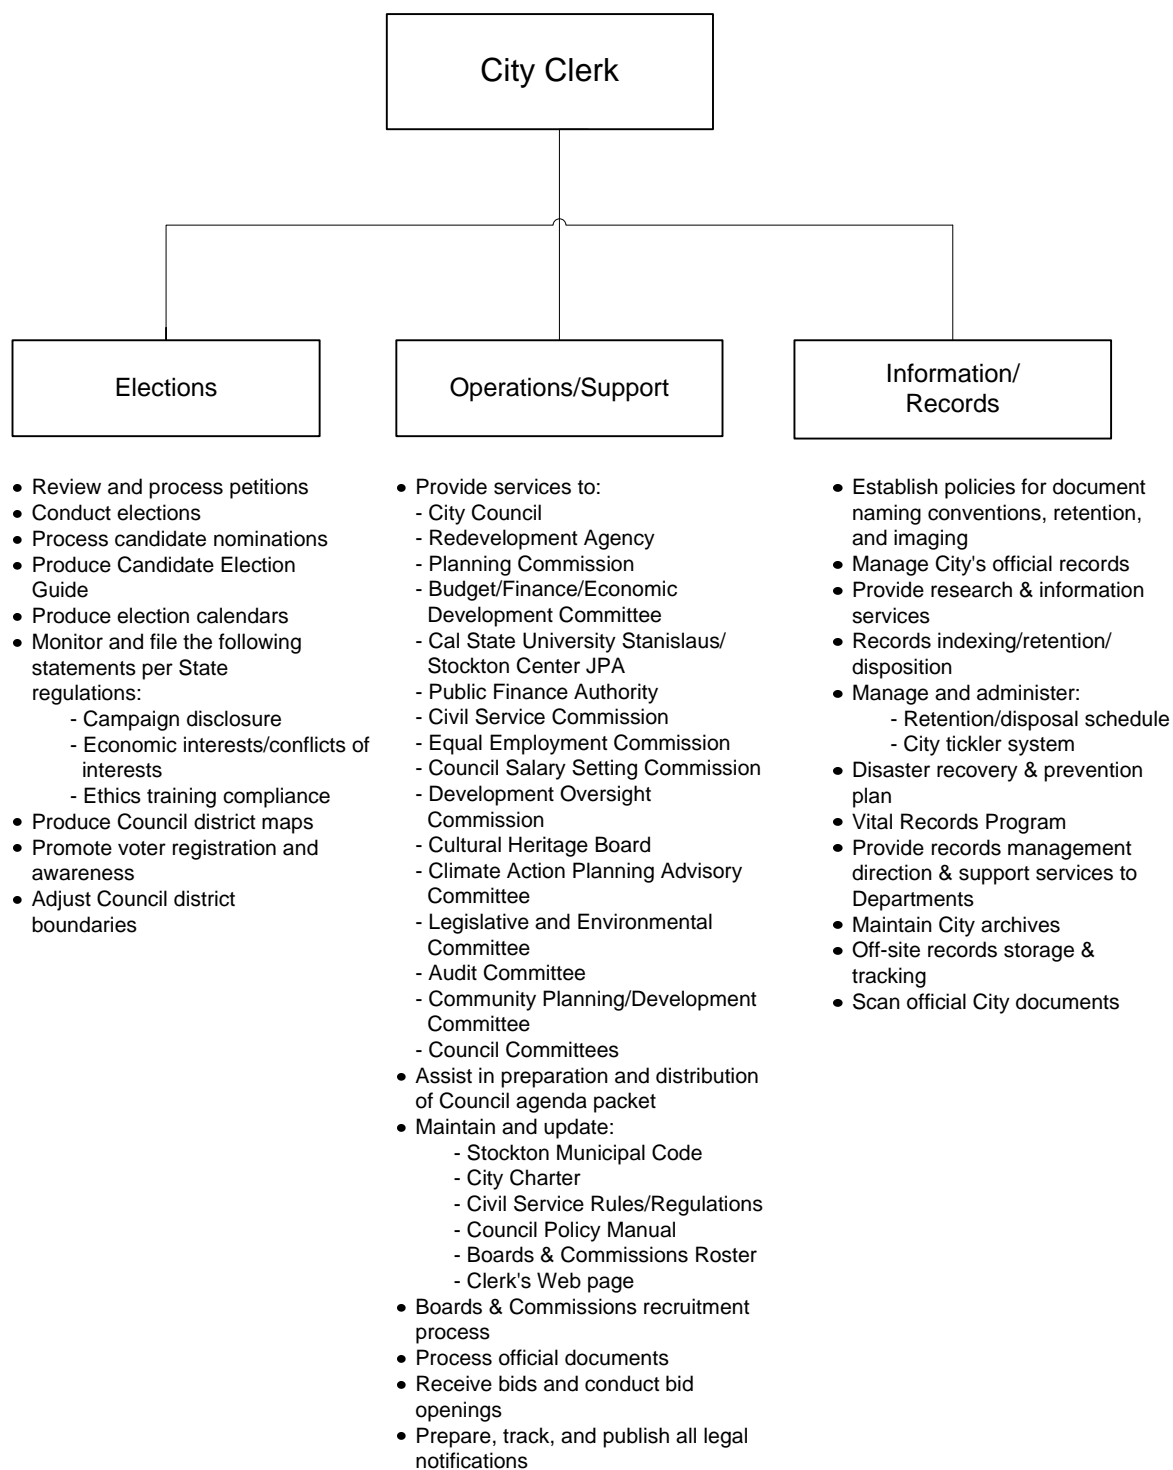 City Clerk
Elections
• Review and process petitions
• Conduct elections
• Process candidate nominations
• Produce Candidate Election
Guide
• Produce election calendars
• Monitor and file the following
statements per State
regulations:
- Campaign disclosure
- Economic interests/conflicts of
interests
- Ethics training compliance
• Produce Council district maps
• Promote voter registration and
awareness
• Adjust Council district
boundaries
Operations/Support
• Provide services to:
- City Council
- Redevelopment Agency
- Planning Commission
- Budget/Finance/Economic
Development Committee
- Cal State University Stanislaus/
Stockton Center JPA
- Public Finance Authority
- Civil Service Commission
- Equal Employment Commission
- Council Salary Setting Commission
- Development Oversight
Commission
- Cultural Heritage Board
- Climate Action Planning Advisory
Committee
- Legislative and Environmental
Committee
- Audit Committee
- Community Planning/Development
Committee
- Council Committees
• Assist in preparation and distribution
of Council agenda packet
• Maintain and update:
- Stockton Municipal Code
- City Charter
- Civil Service Rules/Regulations
- Council Policy Manual
- Boards & Commissions Roster
- Clerk's Web page
• Boards & Commissions recruitment
process
• Process official documents
• Receive bids and conduct bid
openings
• Prepare, track, and publish all legal
notifications
Information/
Records
• Establish policies for document
naming conventions, retention,
and imaging
• Manage City's official records
• Provide research & information
services
• Records indexing/retention/
disposition
• Manage and administer:
- Retention/disposal schedule
- City tickler system
• Disaster recovery & prevention
plan
• Vital Records Program
• Provide records management
direction & support services to
Departments
• Maintain City archives
• Off-site records storage &
tracking
• Scan official City documents